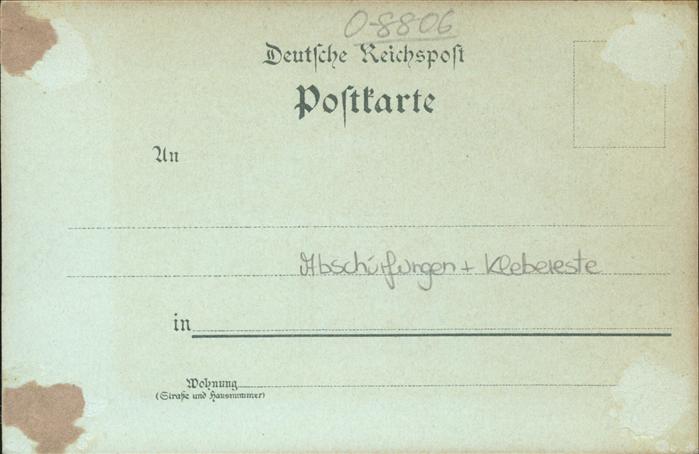 0-8806
Deutsche Reichspost
Postkarte
An
Abschürfungen + Klebereste
in
Wohnung
(Straße und Hausnummer)